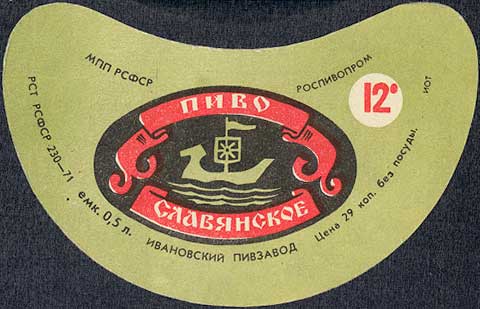 МПП РСФСР
РОСПИВОПРОМ
ИОТ
12°
РСТ РСФСР 230—71
ПИВО
СЛАВЯНСКОЕ
емк. 0,5 л.
ИВАНОВСКИЙ ПИВЗАВОД
Цена 29 коп. без посуды.